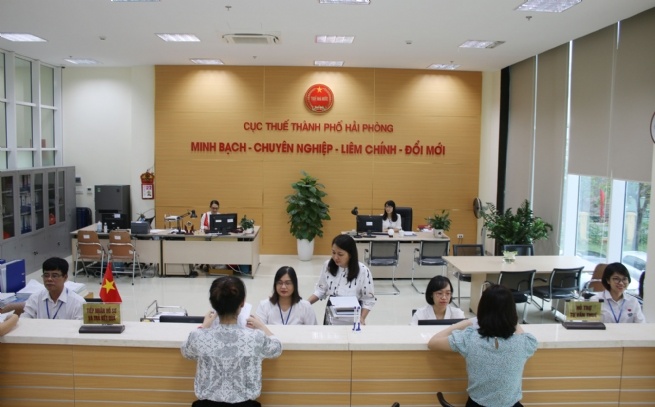 CỤC THUẾ THÀNH PHỐ HẢI PHÒNG
MINH BẠCH - CHUYÊN NGHIỆP - LIÊM CHÍNH - ĐỔI MỚI